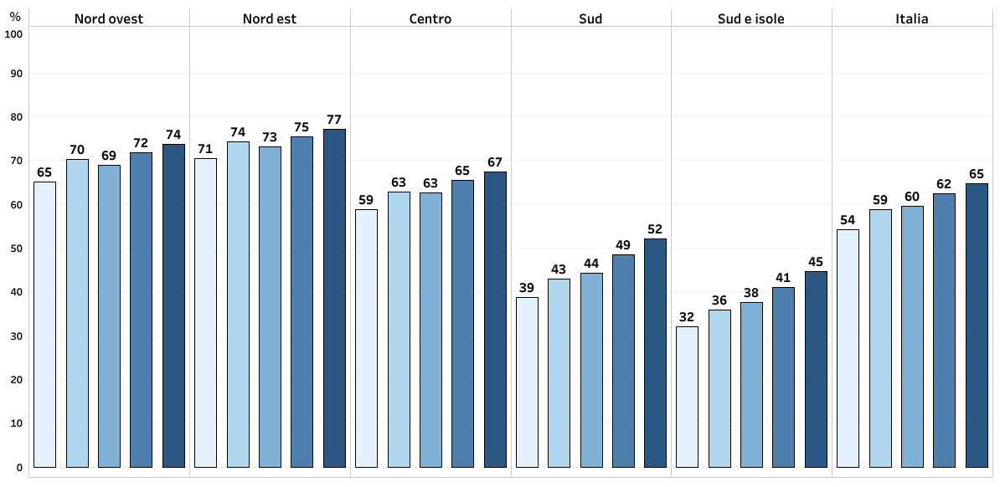 %
Nord ovest
Nord est
Centro
Sud
Sud e isole
Italia
100
90
80
70
60
50
40
30
20
10
0
65 70 69 72 74
71 74 73 75 77
59 63 63 65 67
39 43 44 49 52
32 36 38 41 45
54 59 60 62 65